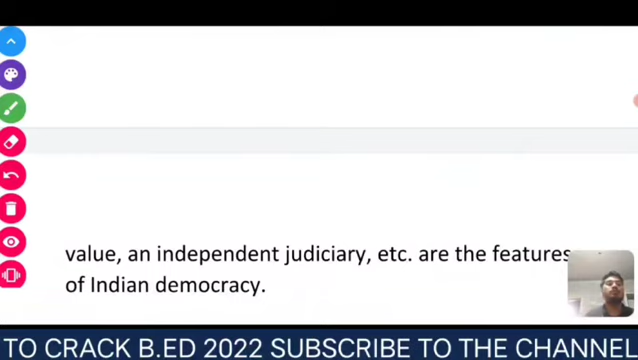 value, an independent judiciary, etc. are the features
of Indian democracy.
TO CRACK B.ED 2022 SUBSCRIBE TO THE CHANNEL